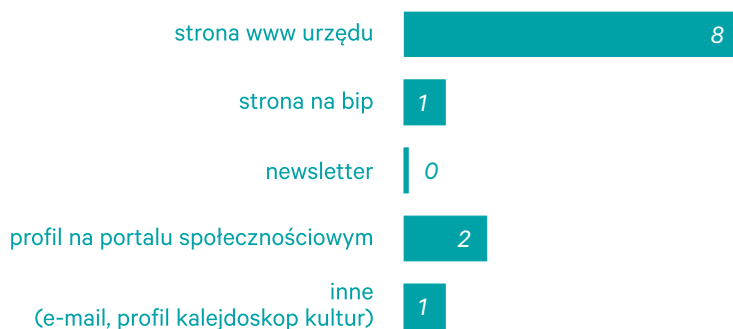 strona www urzędu 8
strona na bip 1
newsletter 0
profil na portalu społecznościowym 2
inne
(e-mail, profil kalejdoskop kultur) 1